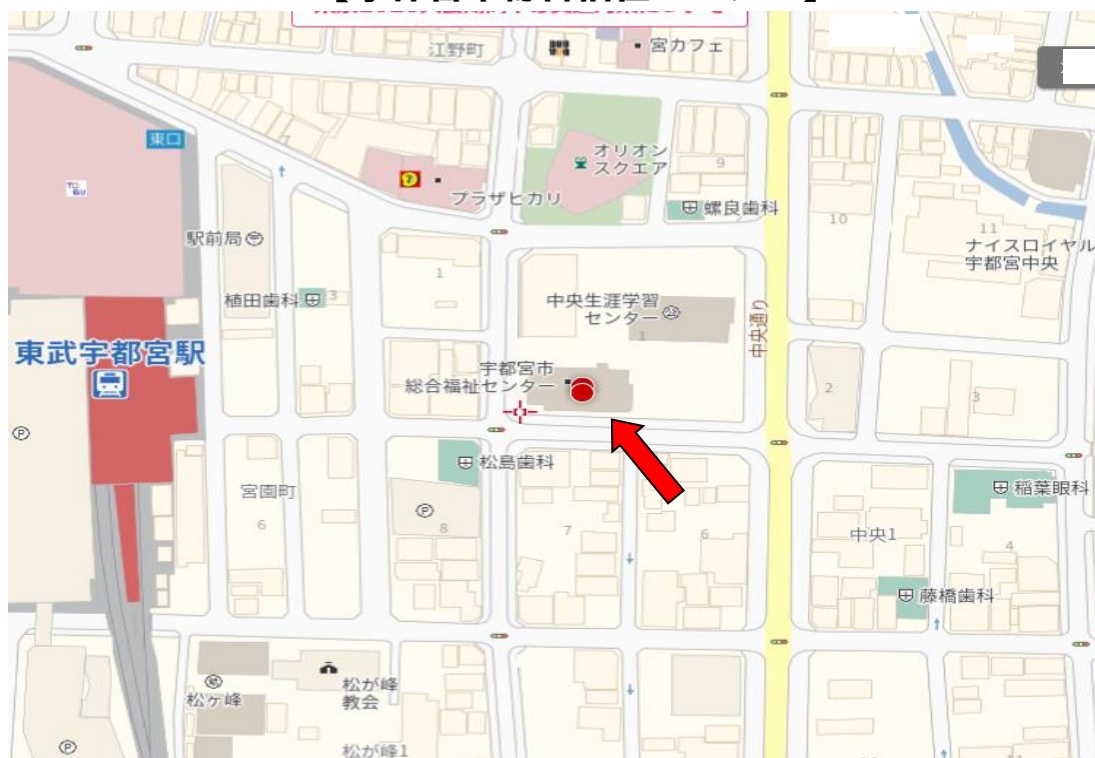 江野町
宮カフェ
東口
TOBU
オリオン
スクエア
9
プラザヒカリ
螺良歯科
10
11
駅前局
ナイスロイヤル
宇都宮中央
1
植田歯科
3
中央生涯学習
センター
1
中央通り
東武宇都宮駅
宇都宮市
総合福祉センター
2
3
P
松島歯科
宮園町
6
P
8
7
6
中央1
稲葉眼科
4
藤橋歯科
松ヶ峰
松が峰
教会
P
松が峰1